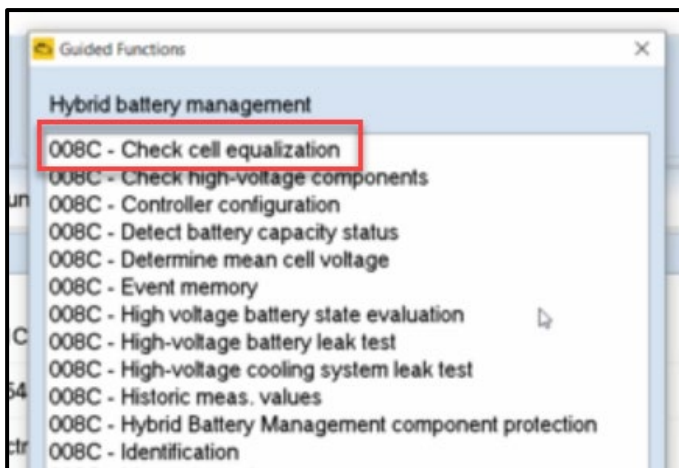 Guided Functions
Hybrid battery management
008C - Check cell equalization
008C - Check high-voltage components
008C - Controller configuration
008C - Detect battery capacity status
008C - Determine mean cell voltage
008C - Event memory
008C - High voltage battery state evaluation
008C - High-voltage battery leak test
008C - High-voltage cooling system leak test
008C - Historic meas. values
008C - Hybrid Battery Management component protection
008C - Identification
un
C
54
ctr